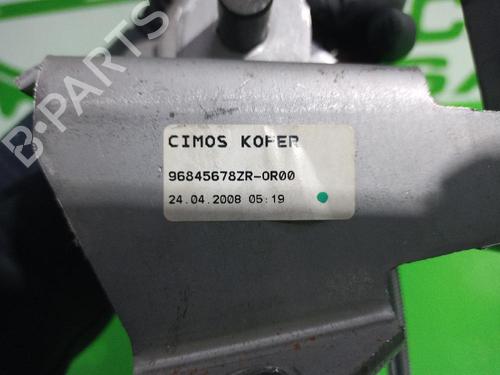 CIMOS KOPER
96845678ZR-0R00
24.04.2008 05:19
B-PARTS